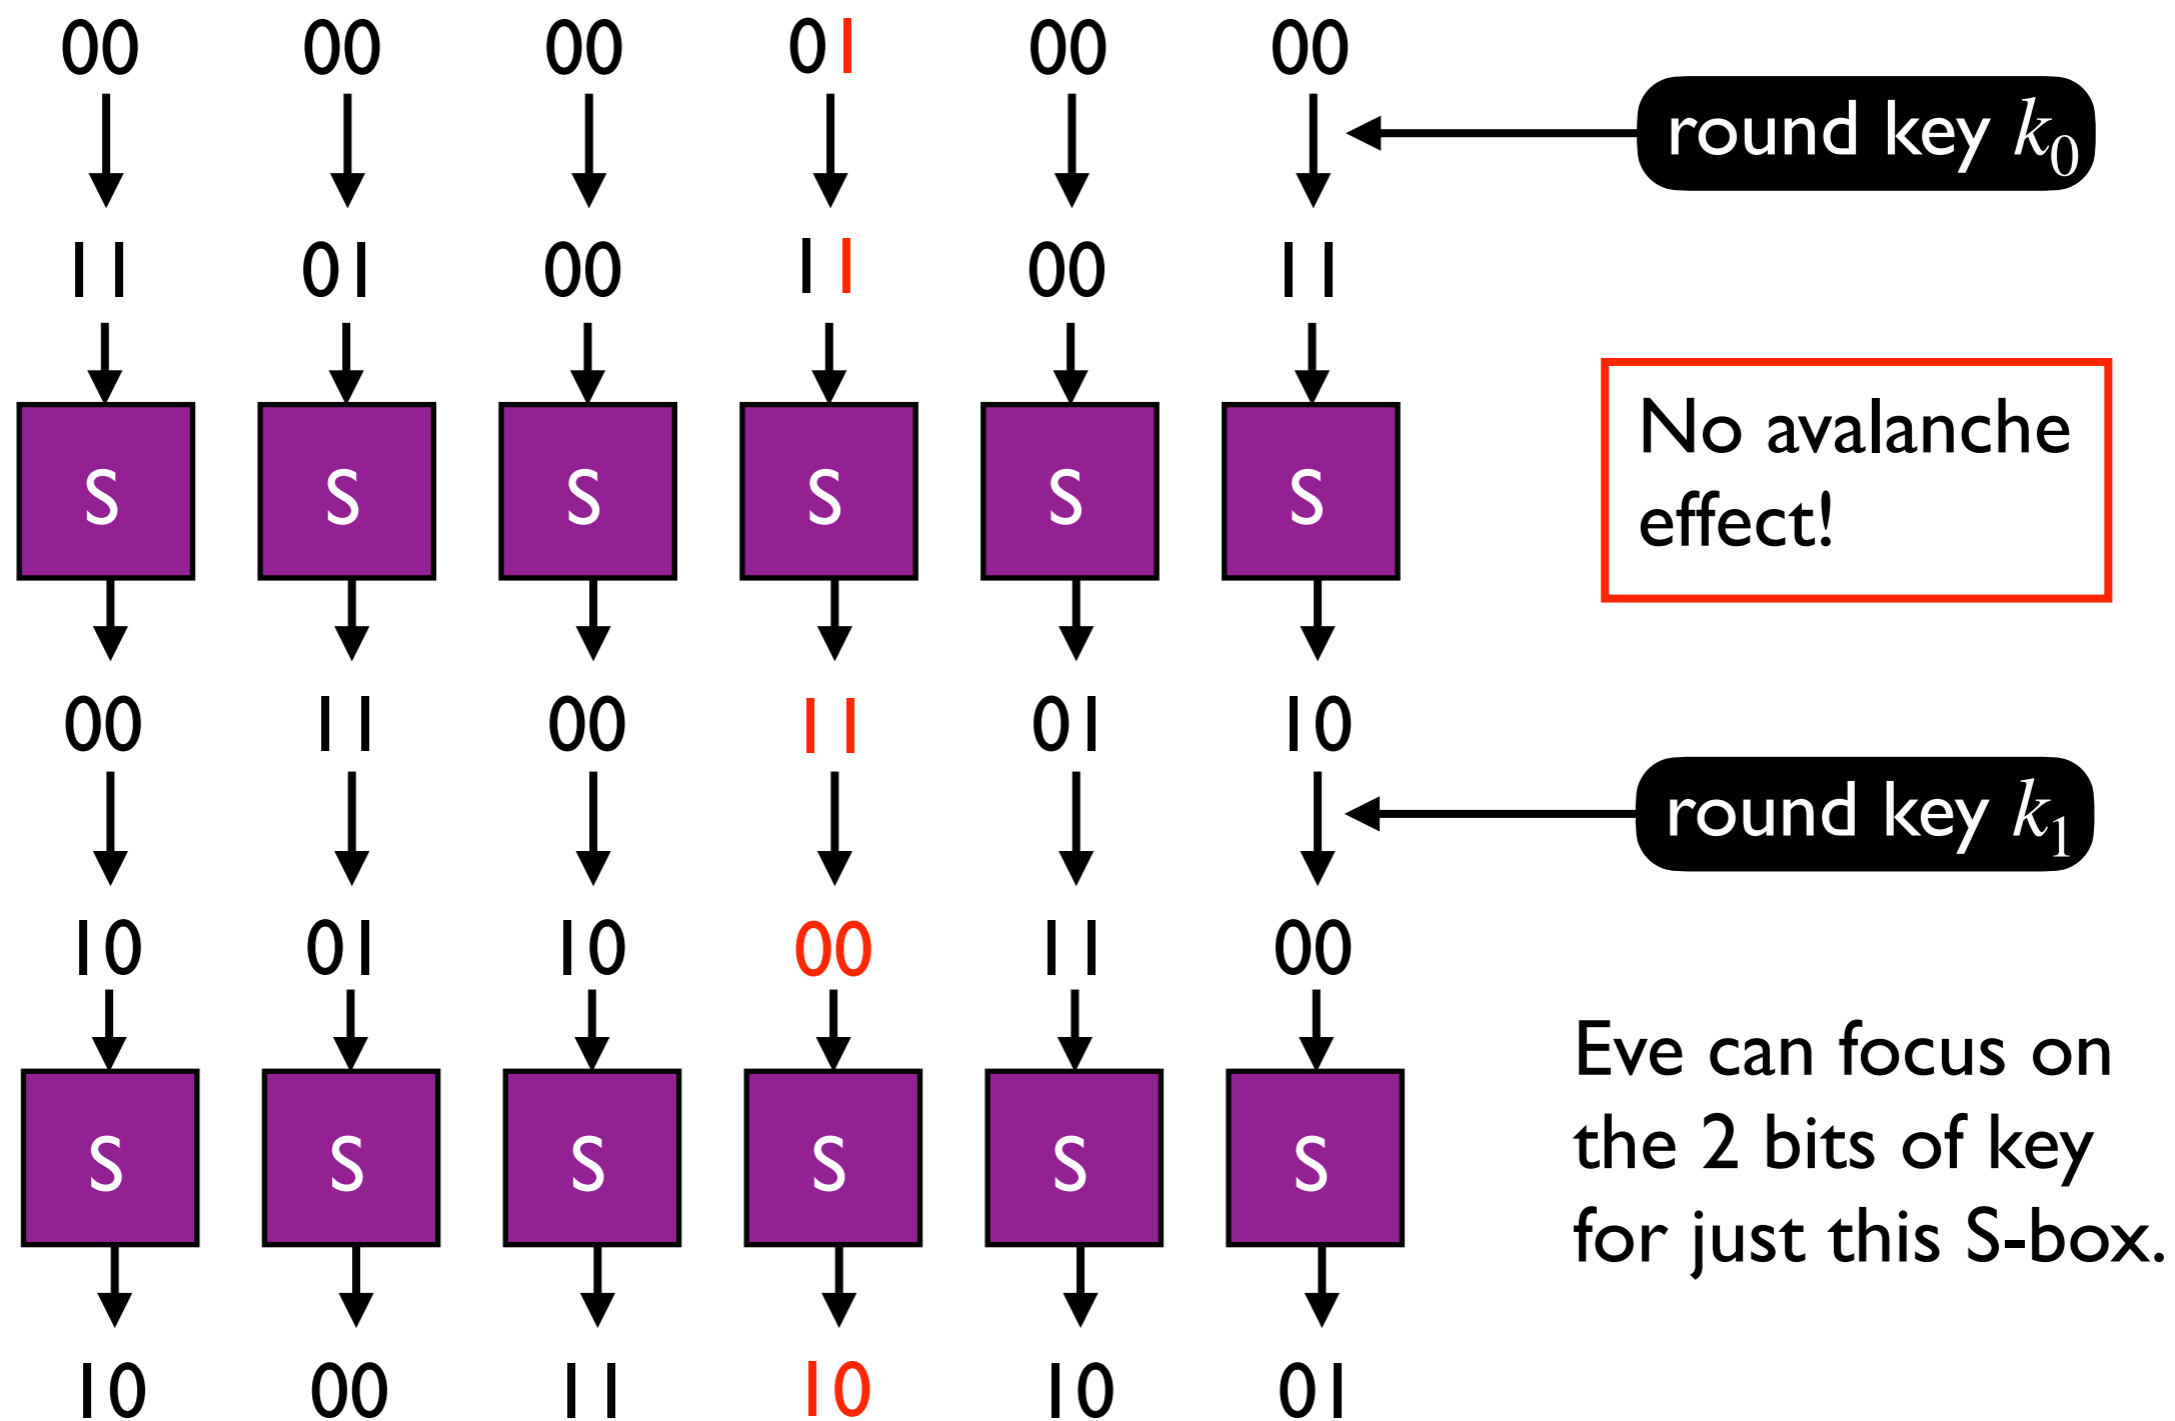 00 00 00 01 00 00
round key k₀
11 01 00 11 00 11
No avalanche
effect!
S S S S S S
00 11 00 11 01 10
round key k₁
10 01 10 00 11 00
Eve can focus on
the 2 bits of key
for just this S-box.
S S S S S S
10 00 11 10 10 01